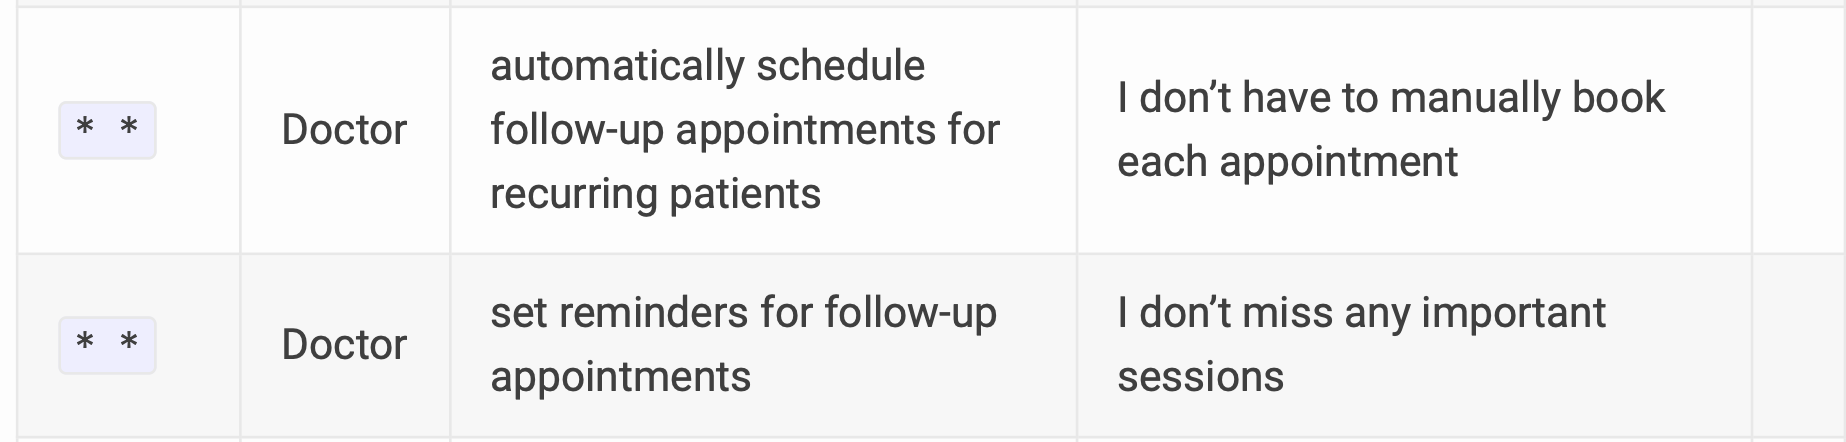 * *
Doctor
automatically schedule
follow-up appointments for
recurring patients
I don’t have to manually book
each appointment
* *
Doctor
set reminders for follow-up
appointments
I don’t miss any important
sessions